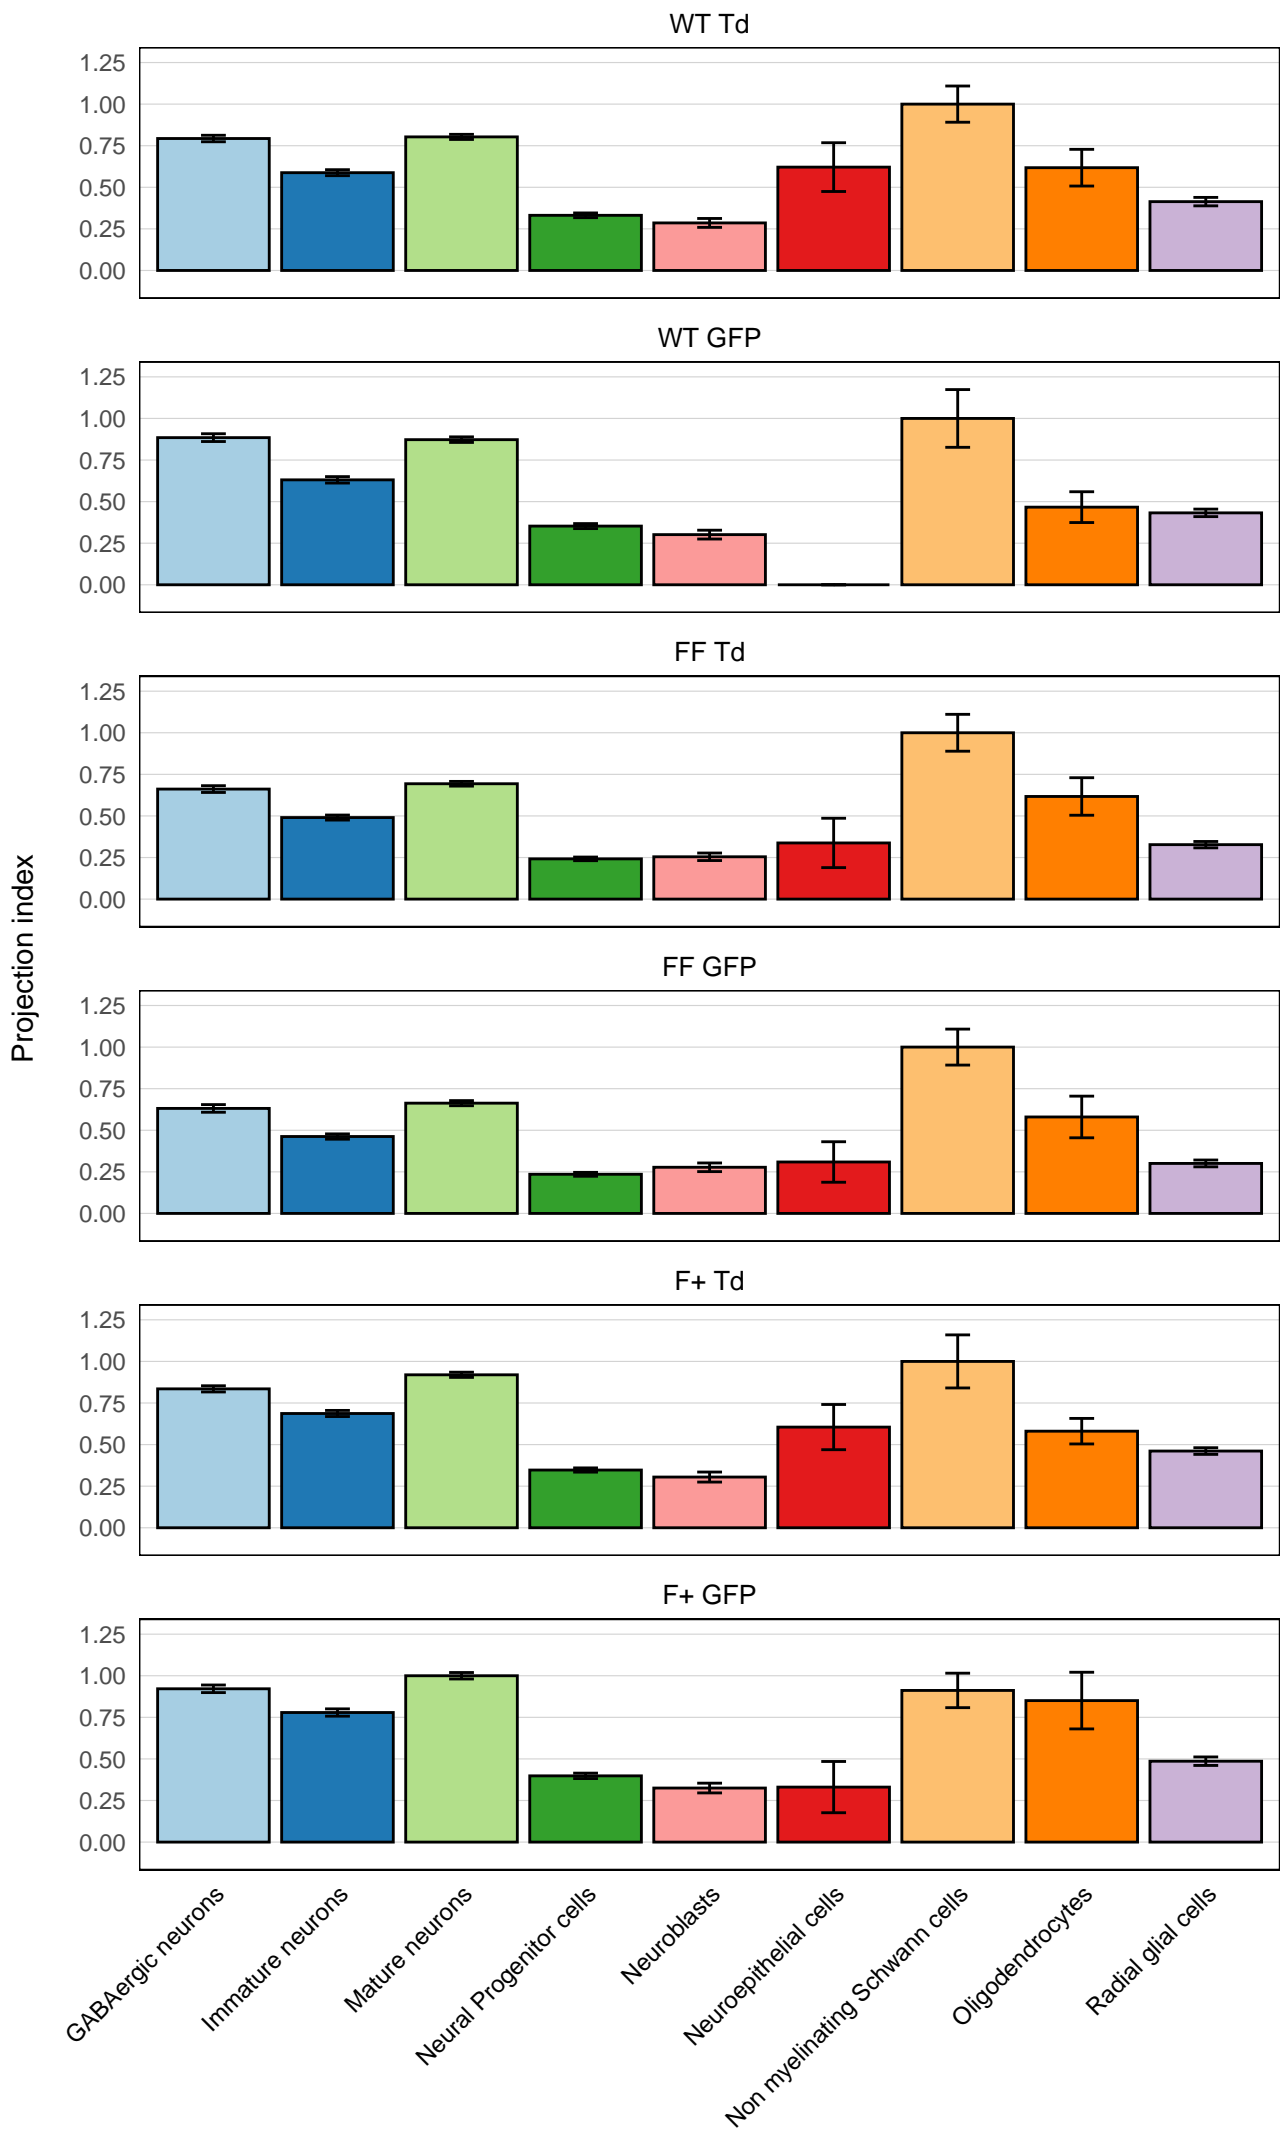 WT Td
1.25
1.00
0.75
0.50
0.25
0.00
WT GFP
1.25
1.00
0.75
0.50
0.25
0.00
FF Td
1.25
1.00
0.75
0.50
0.25
0.00
FF GFP
1.25
1.00
0.75
0.50
0.25
0.00
F+ Td
1.25
1.00
0.75
0.50
0.25
0.00
F+ GFP
1.25
1.00
0.75
0.50
0.25
0.00
Projection index
GABAergic neurons
Immature neurons
Mature neurons
Neural Progenitor cells
Neuroblasts
Neuroepithelial cells
Non myelinating Schwann cells
Oligodendrocytes
Radial glial cells